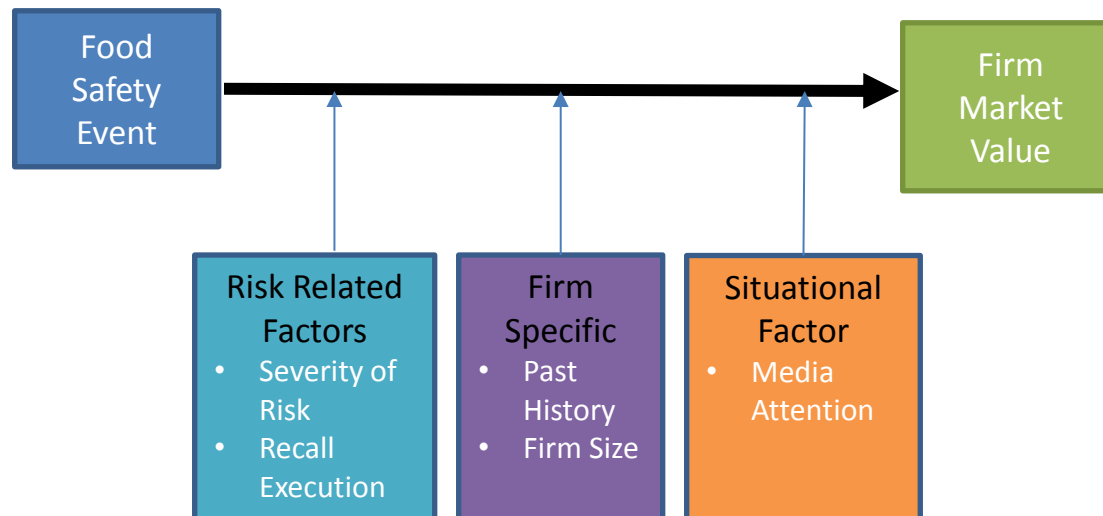 Food
Safety
Event
Firm
Market
Value
Risk Related
Factors
• Severity of
Risk
• Recall
Execution
Firm
Specific
• Past
History
• Firm Size
Situational
Factor
• Media
Attention